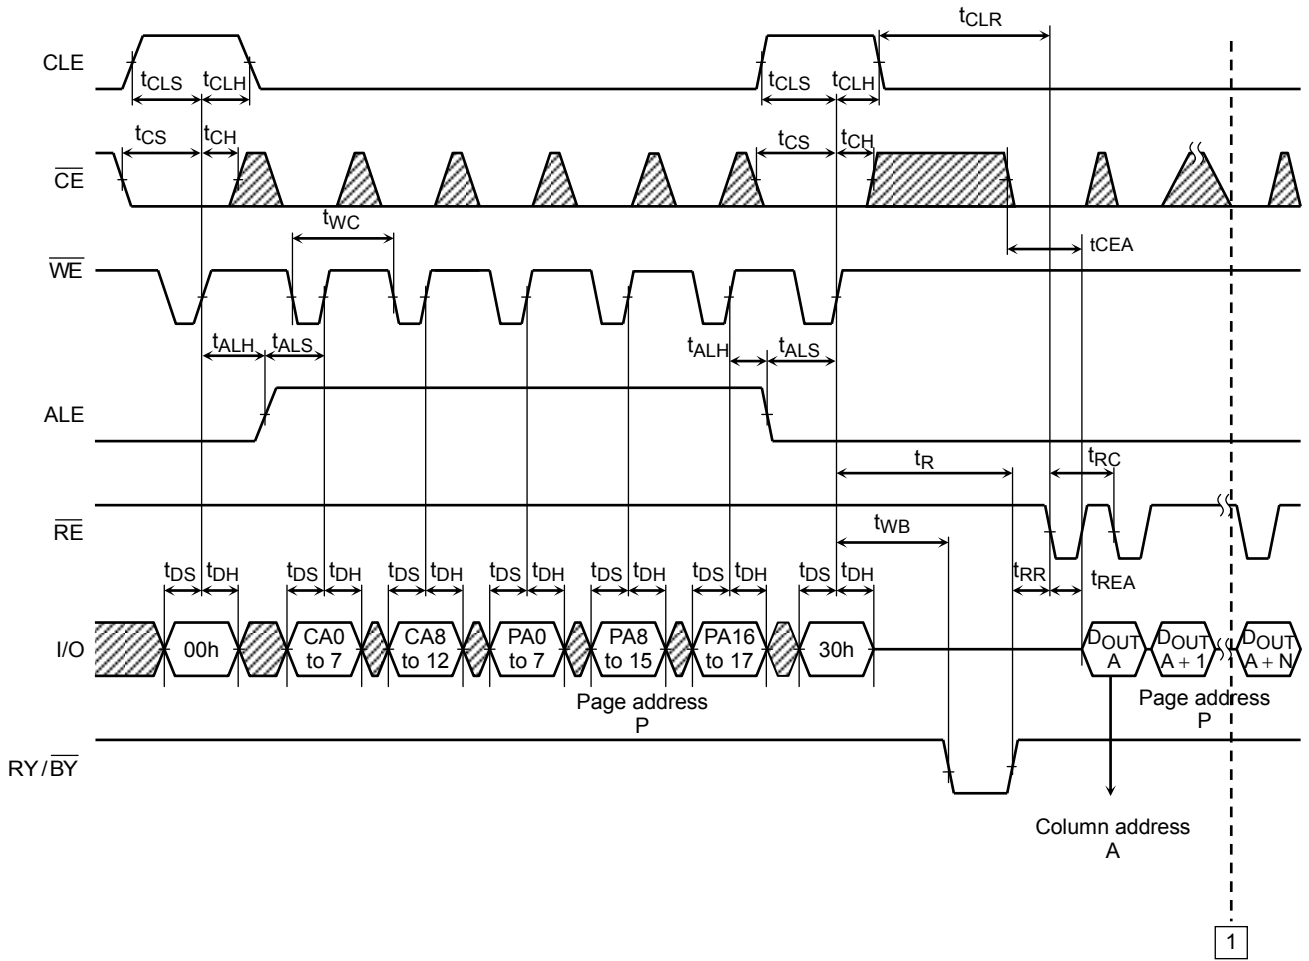 tCLR
CLE
tCLS tCLH tCLS tCLH
tCS tCH tCS tCH
CE
tWC
tCEA
WE
tALH tALS tALH tALS
ALE
tR tRC
RE
tWB
tDS tDH tDS tDH tDS tDH tDS tDH tDS tDH tDS tDH tDS tDH tRR tREA
I/O
00h
CA0
to 7
CA8
to 12
PA0
to 7
PA8
to 15
PA16
to 17
30h
DOUT
A
DOUT
A + 1
DOUT
A + N
Page address
P
Page address
P
RY/BY
Column address
A
1